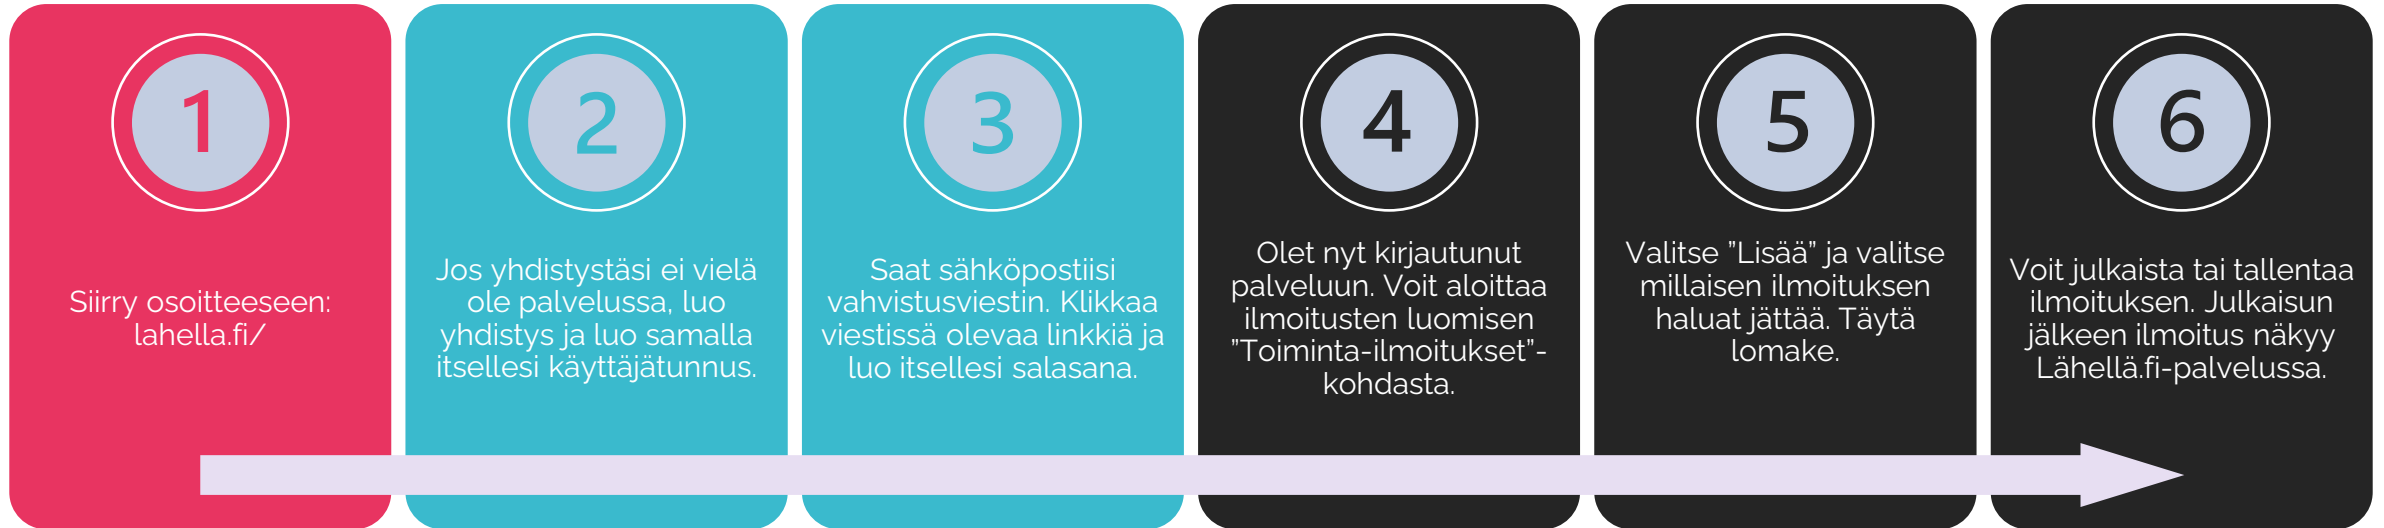 1
Siirry osoitteeseen:
lahella.fi/
2
Jos yhdistystäsi ei vielä
ole palvelussa, luo
yhdistys ja luo samalla
itsellesi käyttäjätunnus.
3
Saat sähköpostiisi
vahvistusviestin. Klikkaa
viestissä olevaa linkkiä ja
luo itsellesi salasana.
4
Olet nyt kirjautunut
palveluun. Voit aloittaa
ilmoitusten luomisen
”Toiminta-ilmoitukset”-
kohdasta.
5
Valitse ”Lisää” ja valitse
millaisen ilmoituksen
haluat jättää. Täytä
lomake.
6
Voit julkaista tai tallentaa
ilmoituksen. Julkaisun
jälkeen ilmoitus näkyy
Lähellä.fi-palvelussa.